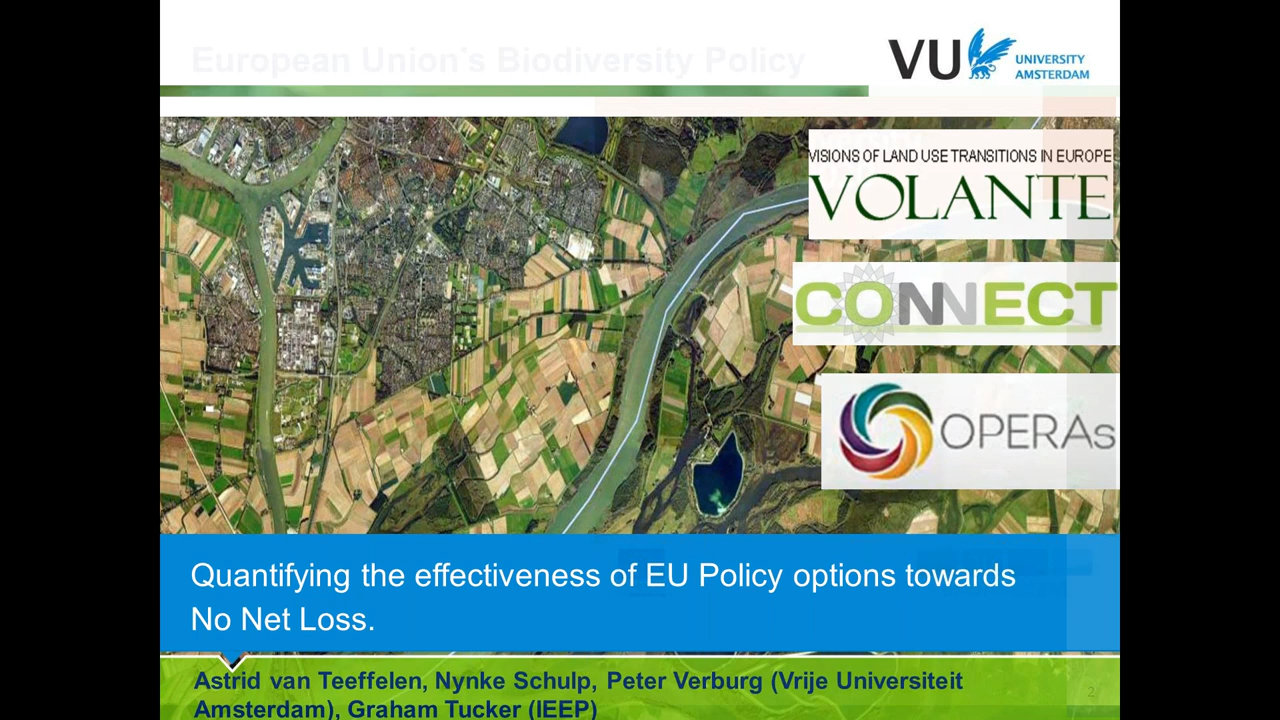 European Union's Biodiversity Policy
VU UNIVERSITY
AMSTERDAM
VISIONS OF LAND USE TRANSITIONS IN EUROPE
VOLANTE
CONNECT
OPERAs
Quantifying the effectiveness of EU Policy options towards
No Net Loss.
Astrid van Teeffelen, Nynke Schulp, Peter Verburg (Vrije Universiteit
Amsterdam), Graham Tucker (IEEP)
2